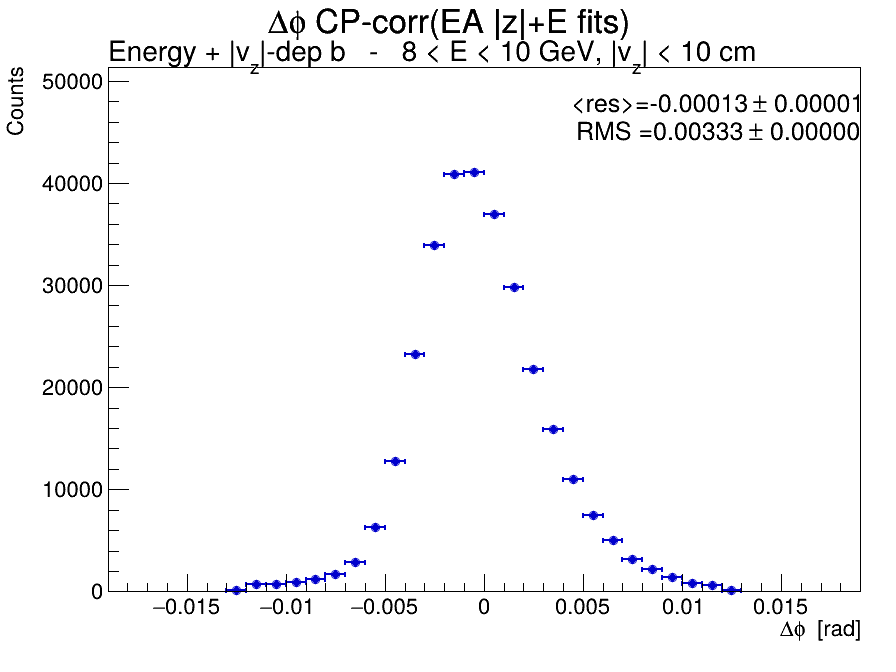 Δϕ CP-corr(EA |z|+E fits)
Energy + |v_z|-dep b - 8 < E < 10 GeV, |v_z| < 10 cm
Counts
<res>=-0.00013 ± 0.00001
RMS =0.00333 ± 0.00000
50000
40000
30000
20000
10000
0
−0.015 −0.01 −0.005 0 0.005 0.01 0.015
Δϕ [rad]